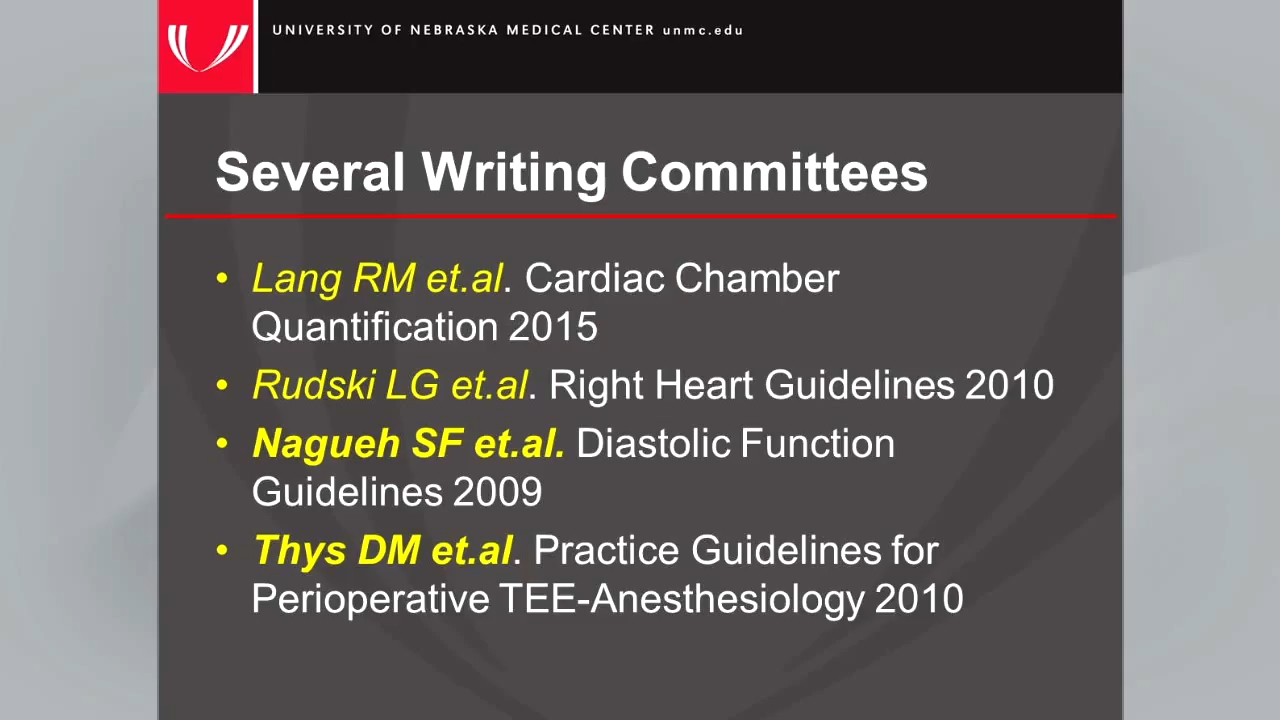 UNIVERSITY OF NEBRASKA MEDICAL CENTER unmc.edu
Several Writing Committees
• Lang RM et.al. Cardiac Chamber
Quantification 2015
• Rudski LG et.al. Right Heart Guidelines 2010
• Nagueh SF et.al. Diastolic Function
Guidelines 2009
• Thys DM et.al. Practice Guidelines for
Perioperative TEE-Anesthesiology 2010